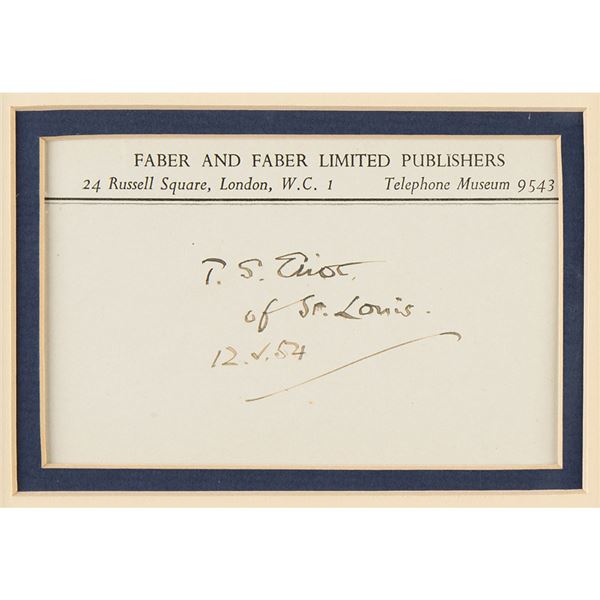 FABER AND FABER LIMITED PUBLISHERS
24 Russell Square, London, W.C. 1 Telephone Museum 9543
T. S. Eliot
of St. Louis.
12.V.54